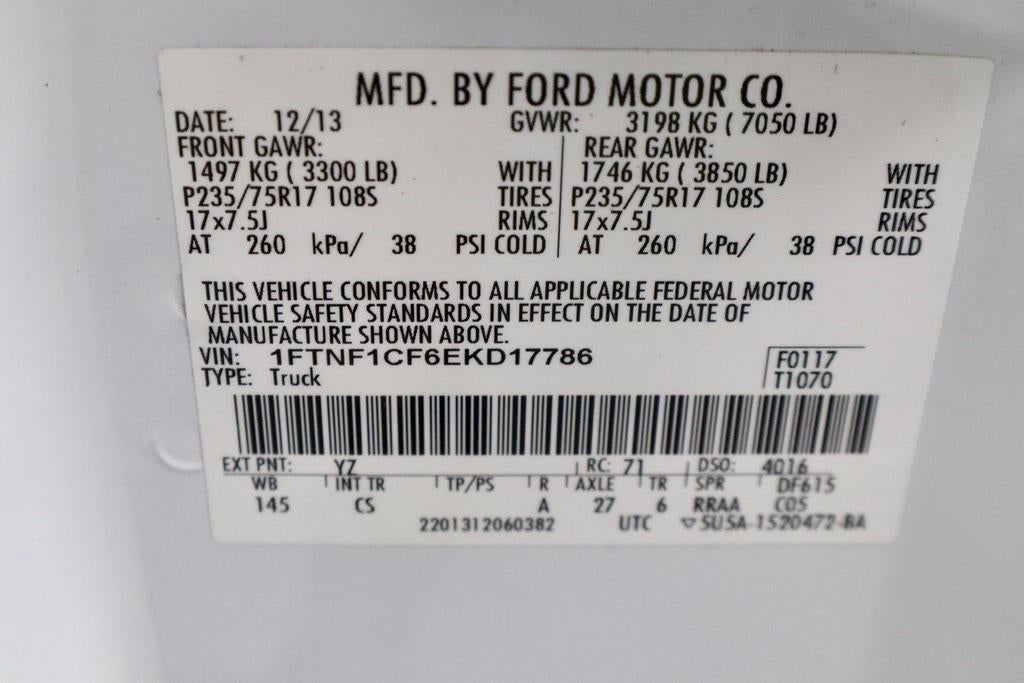 MFD. BY FORD MOTOR CO.
DATE: 12/13 GVWR: 3198 KG ( 7050 LB)
FRONT GAWR: REAR GAWR:
1497 KG ( 3300 LB) WITH 1746 KG ( 3850 LB) WITH
P235/75R17 108S TIRES P235/75R17 108S TIRES
17x7.5J RIMS 17x7.5J RIMS
AT 260 kPa/ 38 PSI COLD AT 260 kPa/ 38 PSI COLD
THIS VEHICLE CONFORMS TO ALL APPLICABLE FEDERAL MOTOR
VEHICLE SAFETY STANDARDS IN EFFECT ON THE DATE OF
MANUFACTURE SHOWN ABOVE.
VIN: 1FTNF1CF6EKD17786 F0117
TYPE: Truck T1070
EXT PNT: YZ RC: 71 DSO: 4016
WB INT TR TP/PS R AXLE TR SPR DF615
145 CS A 27 6 RRAA C05
2201312060382 UTC ▽5U5A-1520472-BA